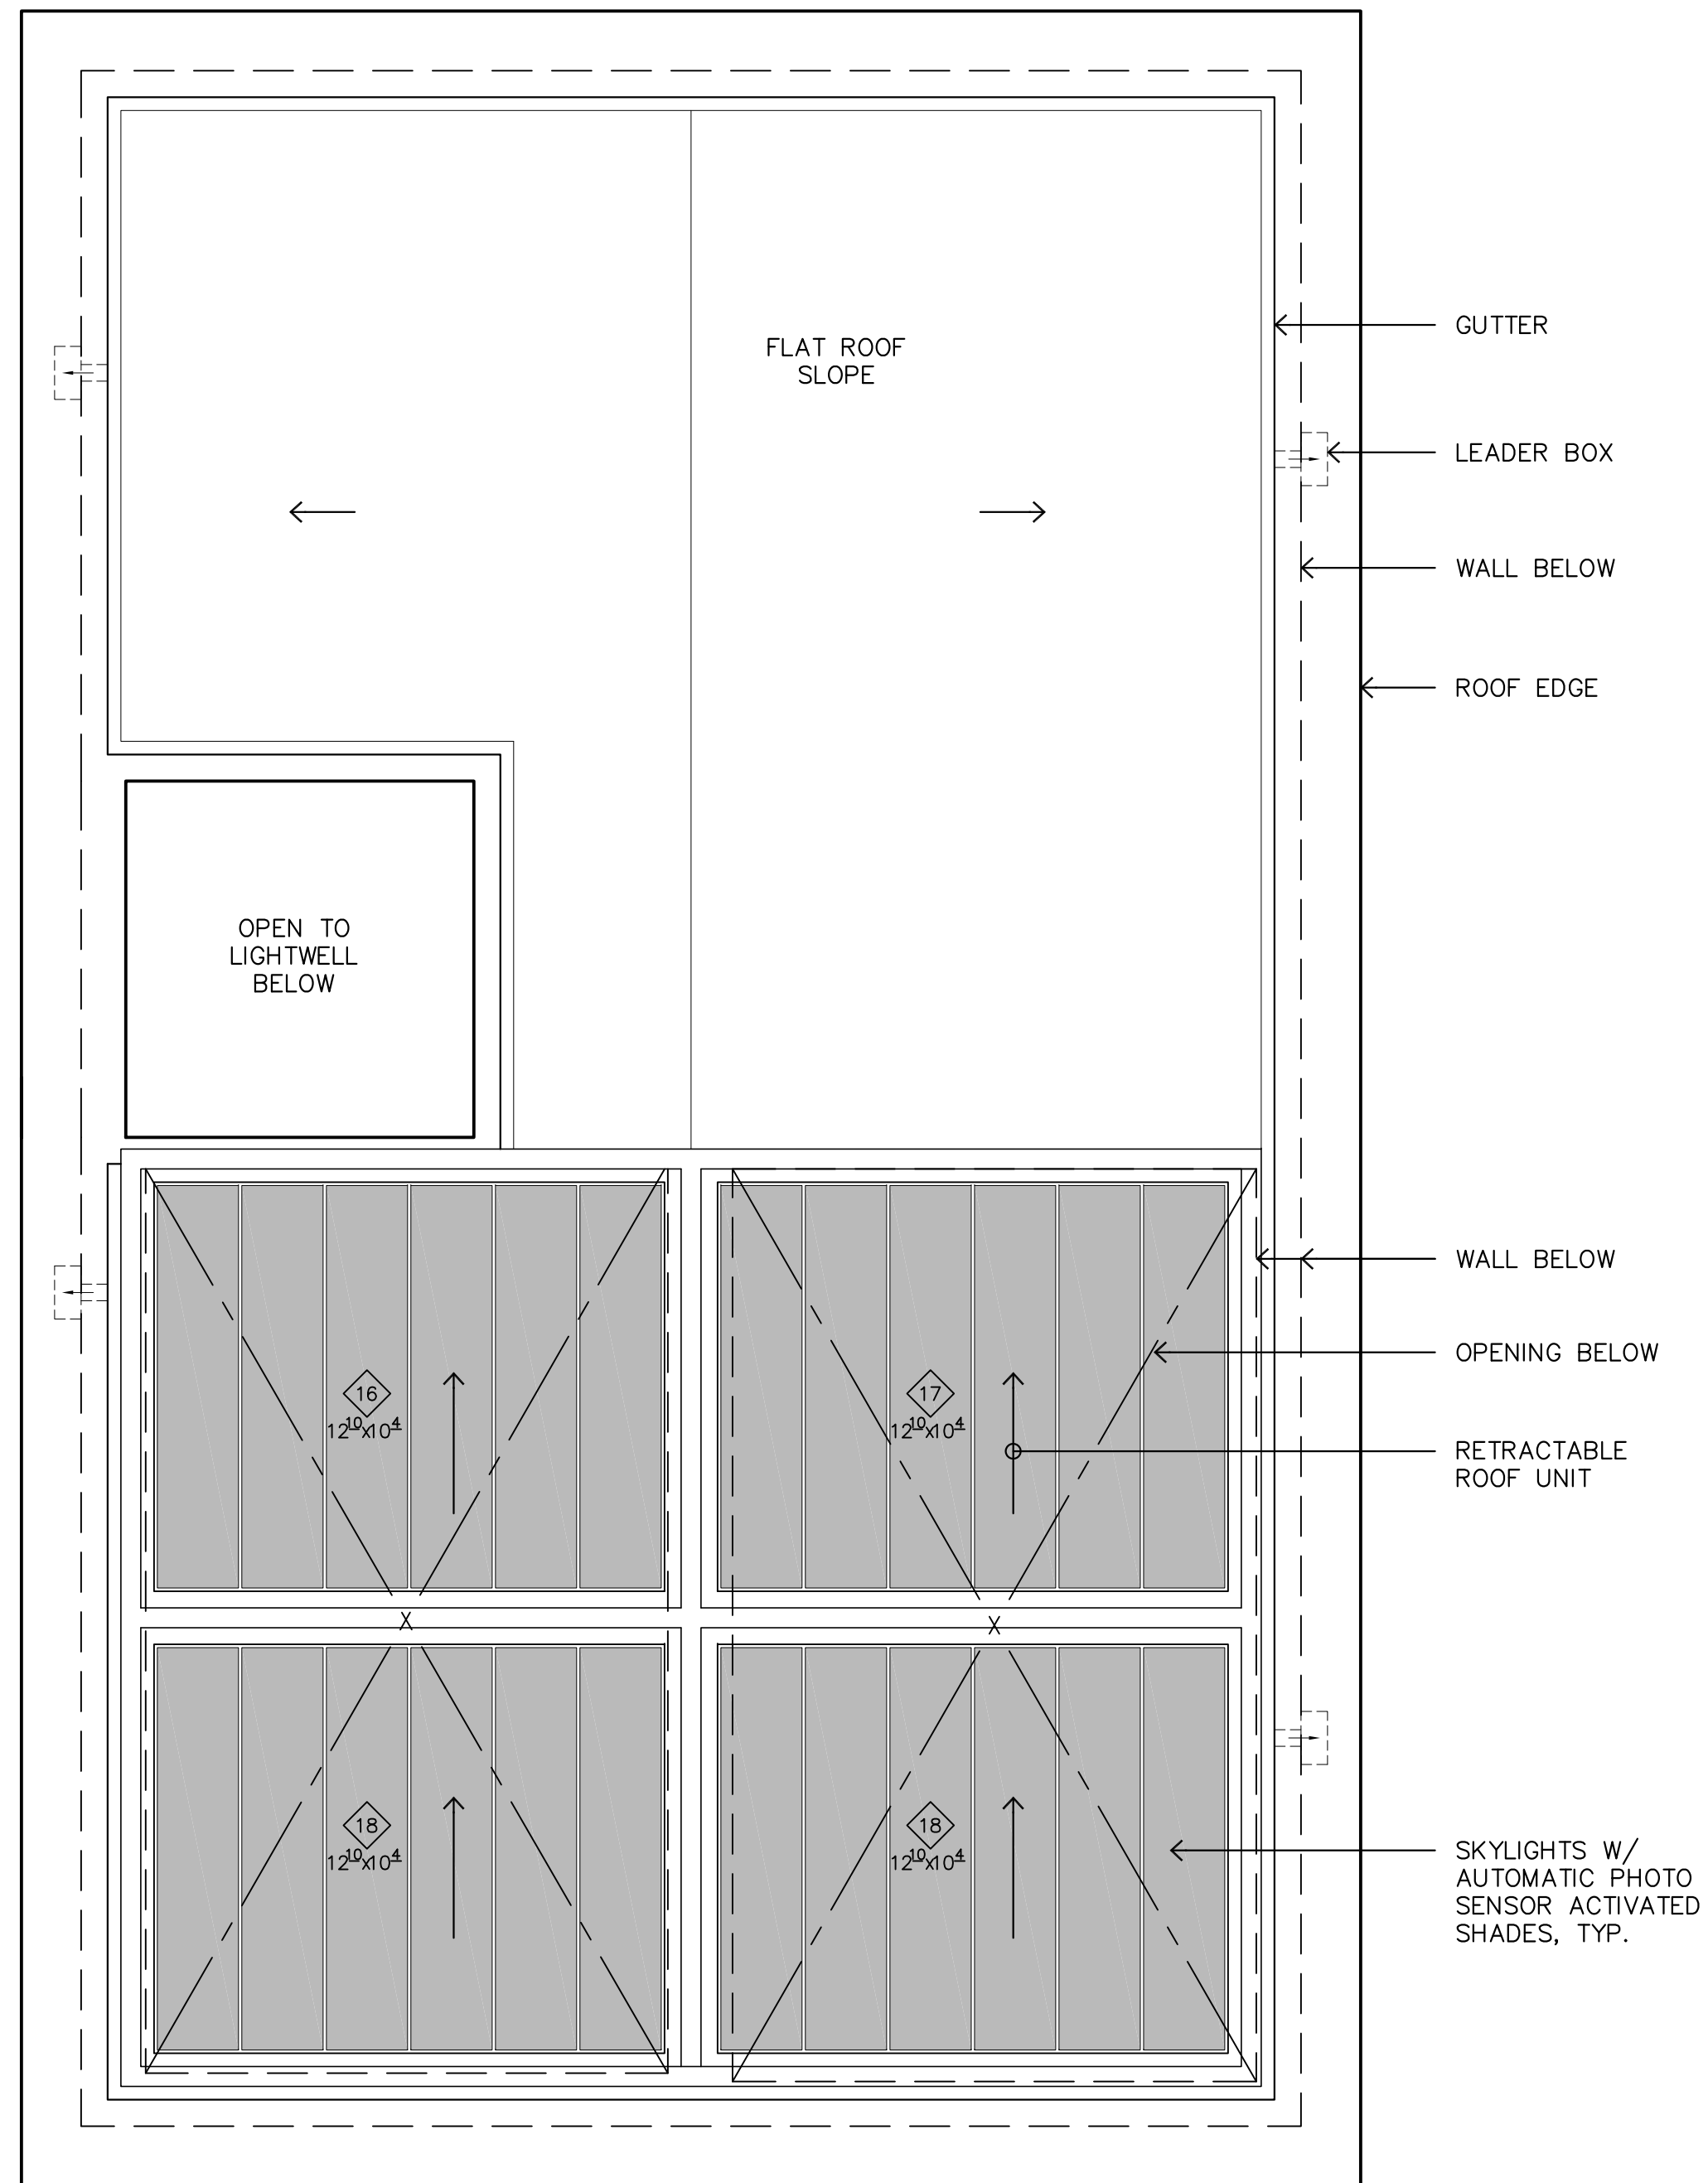 FLAT ROOF
SLOPE
GUTTER
LEADER BOX
WALL BELOW
ROOF EDGE
OPEN TO
LIGHTWELL
BELOW
WALL BELOW
OPENING BELOW
16
12¹⁰x10⁴
17
12¹⁰x10⁴
RETRACTABLE
ROOF UNIT
X
X
18
12¹⁰x10⁴
18
12¹⁰x10⁴
SKYLIGHTS W/
AUTOMATIC PHOTO
SENSOR ACTIVATED
SHADES, TYP.